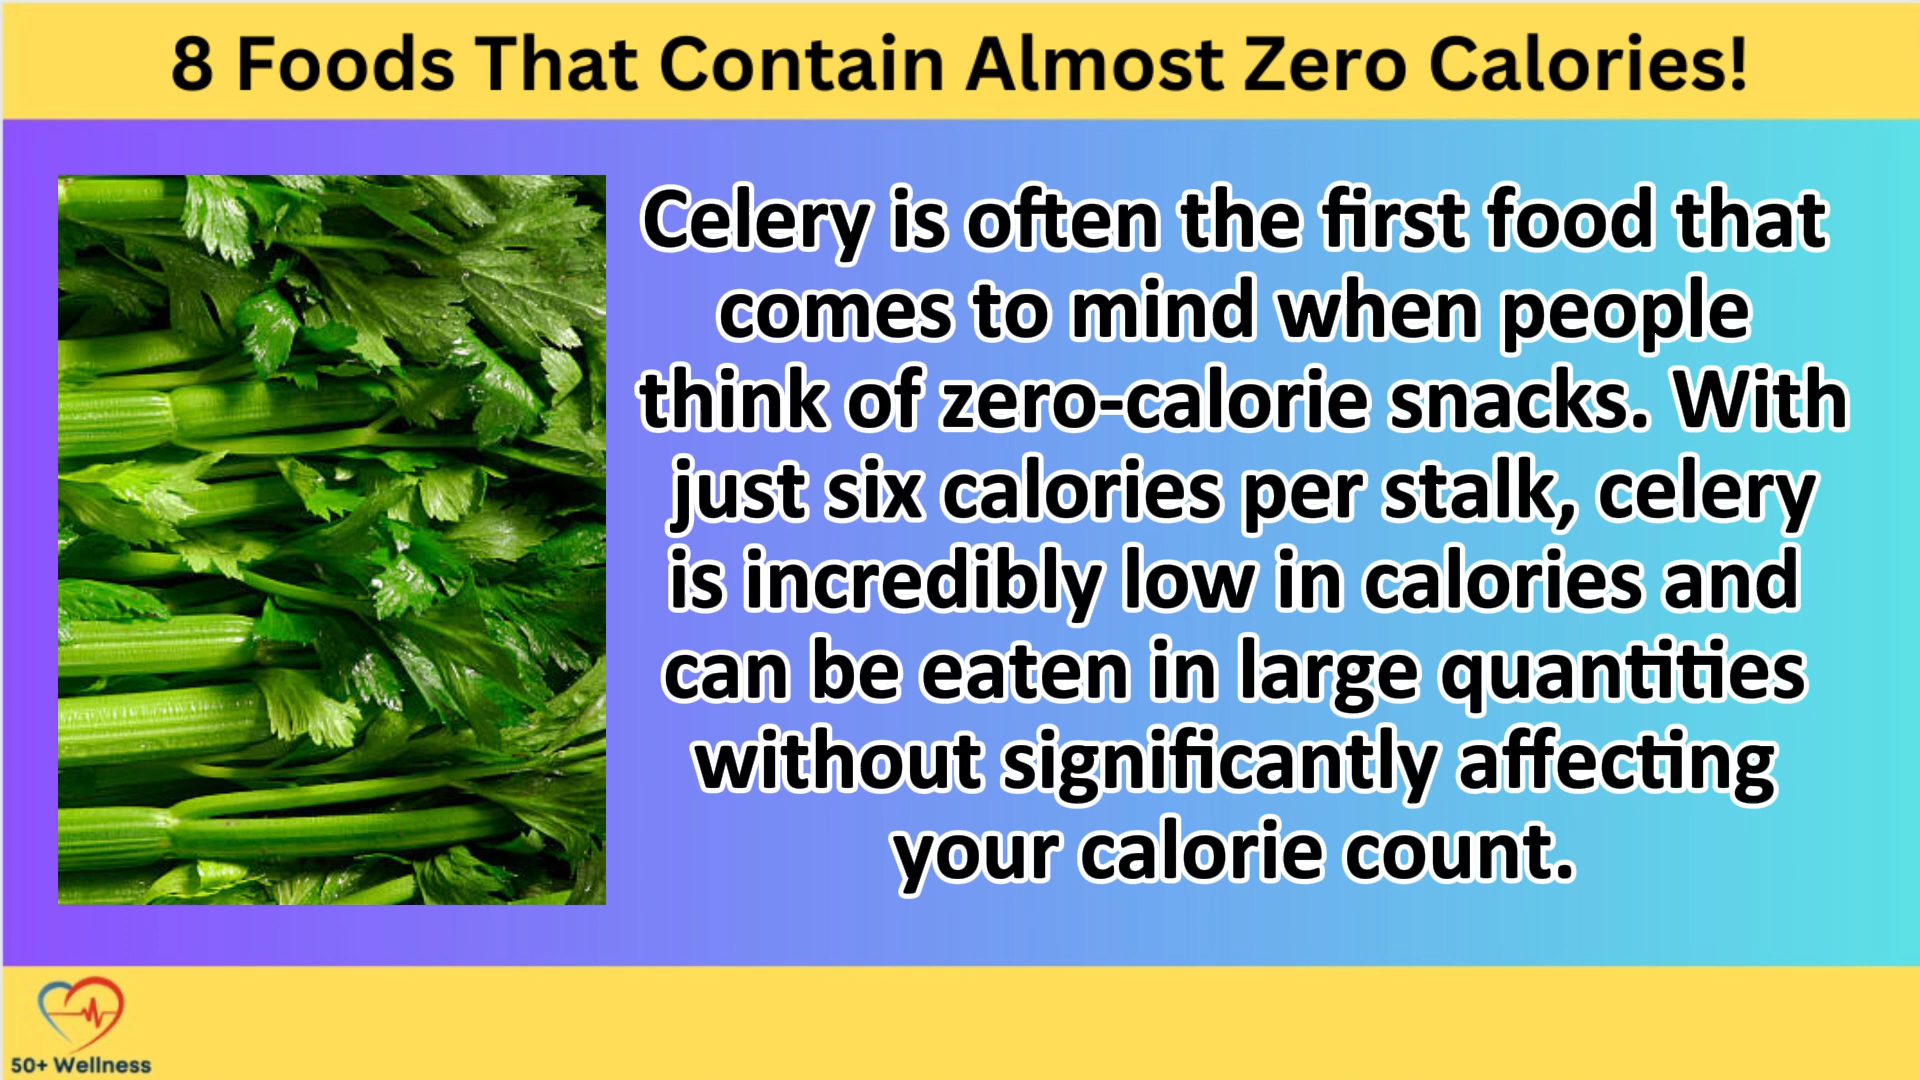 8 Foods That Contain Almost Zero Calories!
Celery is often the first food that
comes to mind when people
think of zero-calorie snacks. With
just six calories per stalk, celery
is incredibly low in calories and
can be eaten in large quantities
without significantly affecting
your calorie count.
50+ Wellness